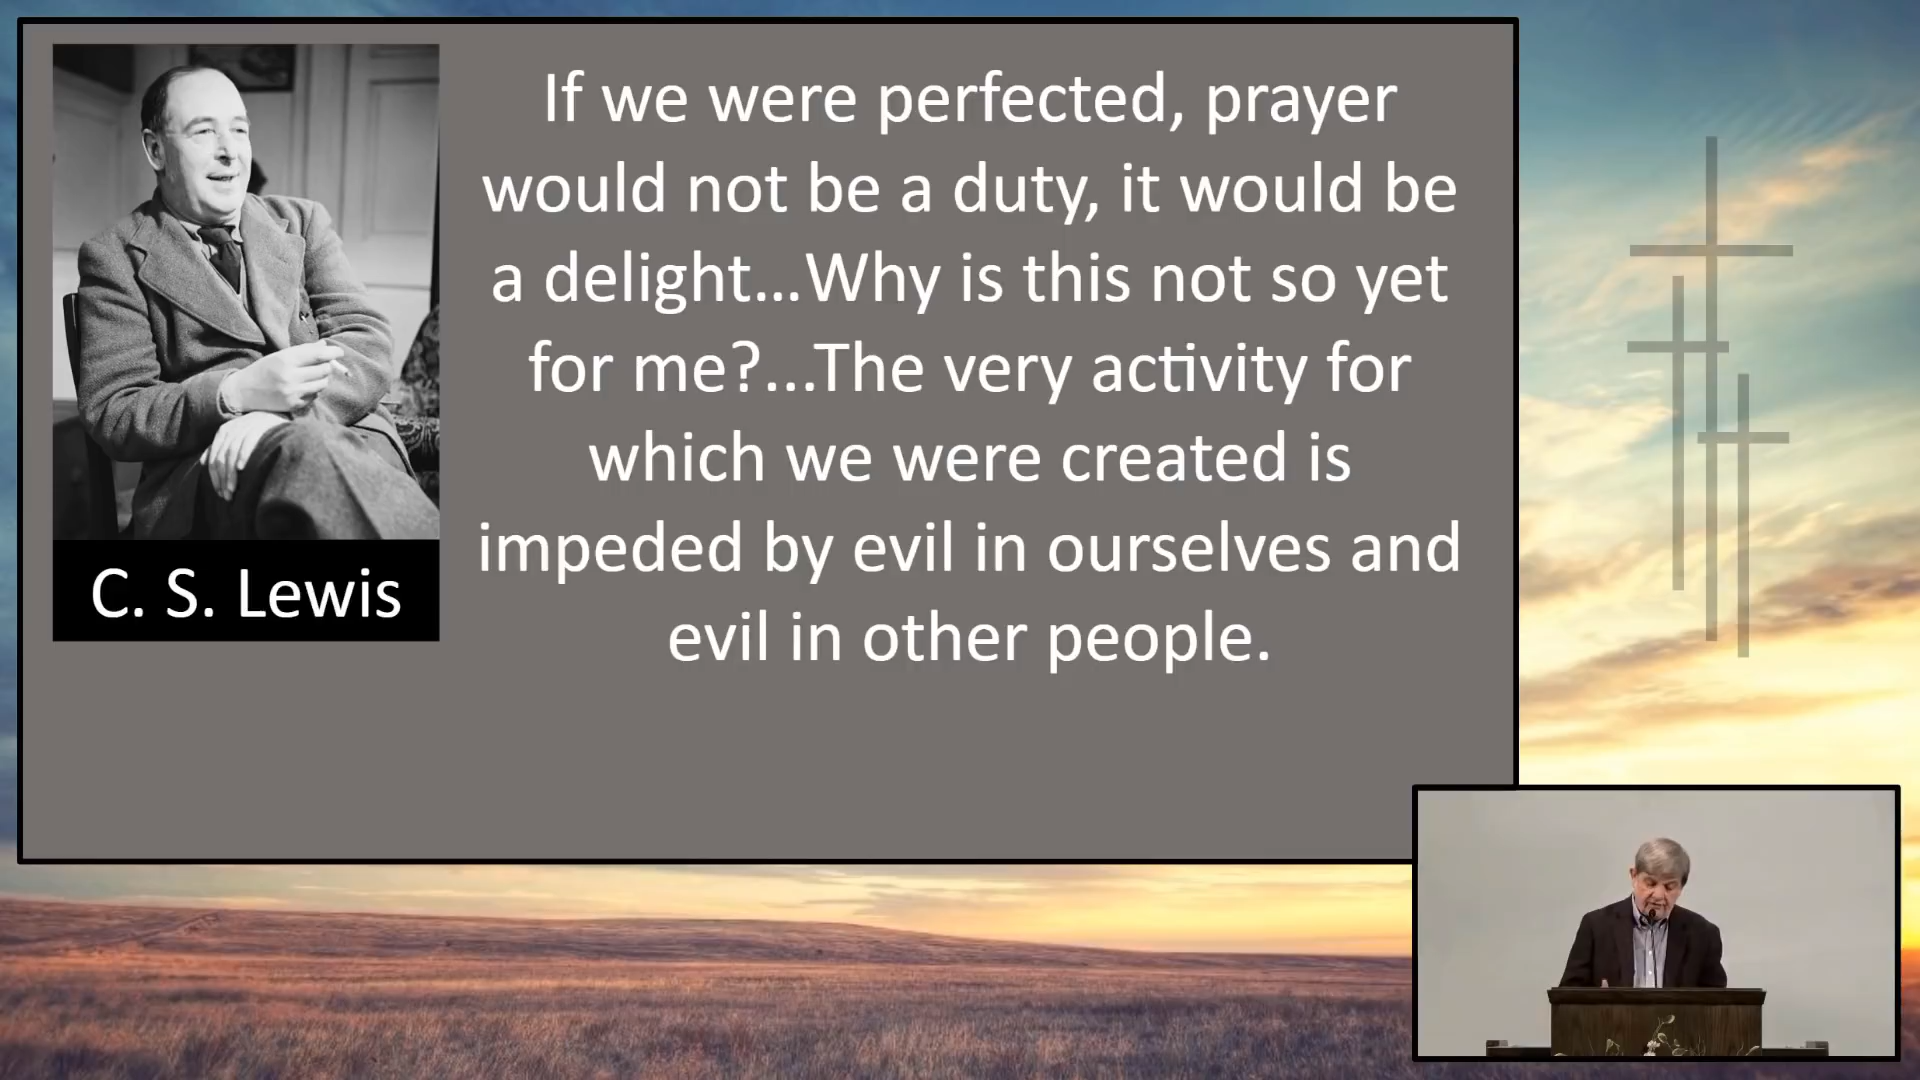 If we were perfected, prayer
would not be a duty, it would be
a delight...Why is this not so yet
for me?...The very activity for
which we were created is
impeded by evil in ourselves and
evil in other people.
C. S. Lewis